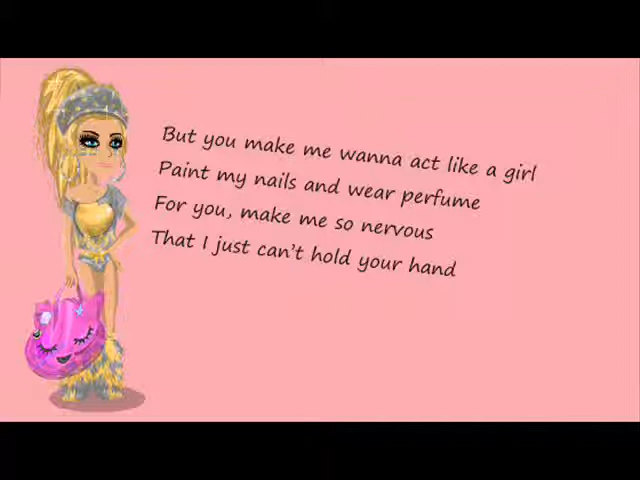 But you make me wanna act like a girl
Paint my nails and wear perfume
For you, make me so nervous
That I just can't hold your hand